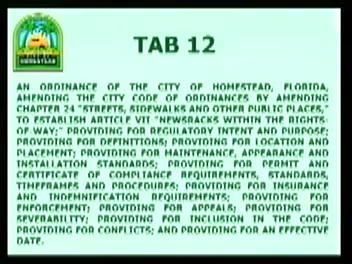 TAB 12
HOMESTEAD
AN ORDINANCE OF THE CITY OF HOMESTEAD, FLORIDA,
AMENDING THE CITY CODE OF ORDINANCES BY AMENDING
CHAPTER 24 "STREETS, SIDEWALKS AND OTHER PUBLIC PLACES,"
TO ESTABLISH ARTICLE VII "NEWSRACKS WITHIN THE RIGHTS-
OF-WAY;" PROVIDING FOR REGULATORY INTENT AND PURPOSE;
PROVIDING FOR DEFINITIONS; PROVIDING FOR LOCATION AND
PLACEMENT; PROVIDING FOR MAINTENANCE, APPEARANCE AND
INSTALLATION STANDARDS; PROVIDING FOR PERMIT AND
CERTIFICATE OF COMPLIANCE REQUIREMENTS, STANDARDS,
TIMEFRAMES AND PROCEDURES; PROVIDING FOR INSURANCE
AND INDEMNIFICATION REQUIREMENTS; PROVIDING FOR
ENFORCEMENT; PROVIDING FOR APPEALS; PROVIDING FOR
SEVERABILITY; PROVIDING FOR INCLUSION IN THE CODE;
PROVIDING FOR CONFLICTS; AND PROVIDING FOR AN EFFECTIVE
DATE.